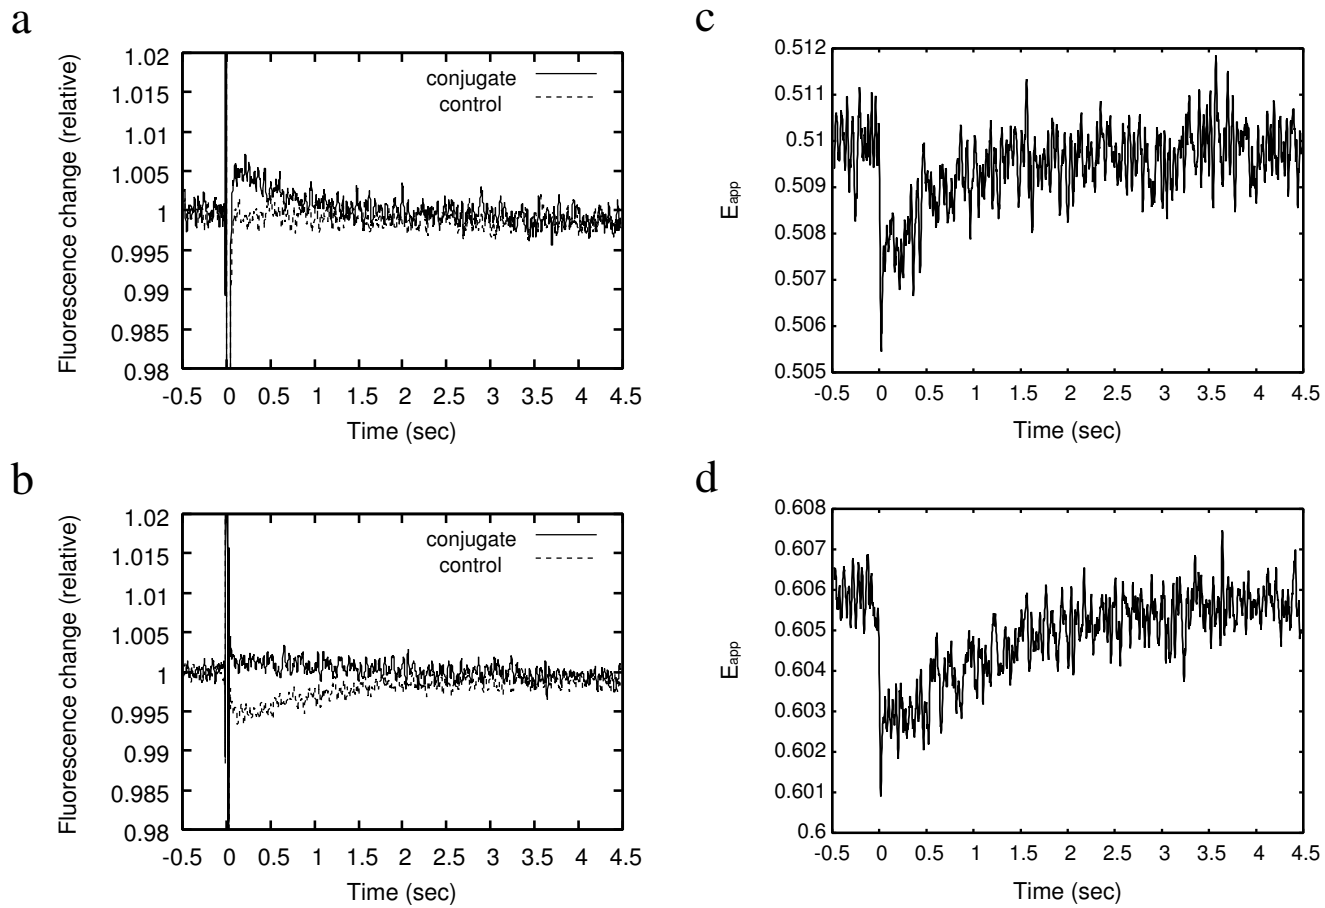 a
Fluorescence change (relative)
1.02
1.015
1.01
1.005
1
0.995
0.99
0.985
0.98
conjugate
control
-0.5 0 0.5 1 1.5 2 2.5 3 3.5 4 4.5
Time (sec)
b
Fluorescence change (relative)
1.02
1.015
1.01
1.005
1
0.995
0.99
0.985
0.98
conjugate
control
-0.5 0 0.5 1 1.5 2 2.5 3 3.5 4 4.5
Time (sec)
c
Eapp
0.512
0.511
0.51
0.509
0.508
0.507
0.506
0.505
-0.5 0 0.5 1 1.5 2 2.5 3 3.5 4 4.5
Time (sec)
d
Eapp
0.608
0.607
0.606
0.605
0.604
0.603
0.602
0.601
0.6
-0.5 0 0.5 1 1.5 2 2.5 3 3.5 4 4.5
Time (sec)